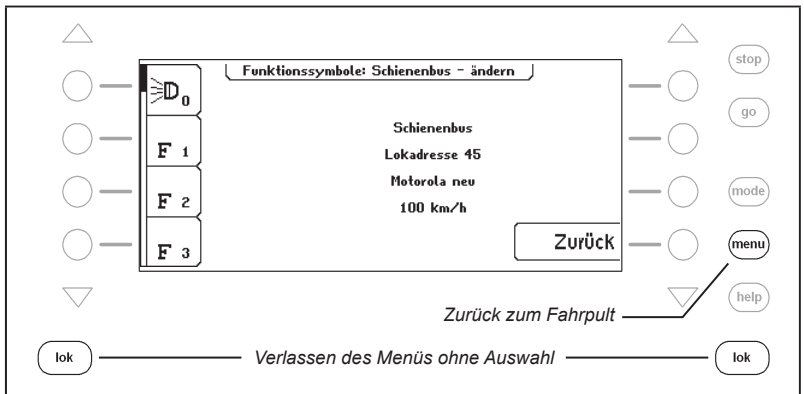 Funktionssymbole: Schienenbus - ändern
stop
0
go
Schienenbus
F 1
Lokadresse 45
Motorola neu
F 2
mode
100 km/h
Zurück
F 3
menu
help
Zurück zum Fahrpult
lok
Verlassen des Menüs ohne Auswahl
lok